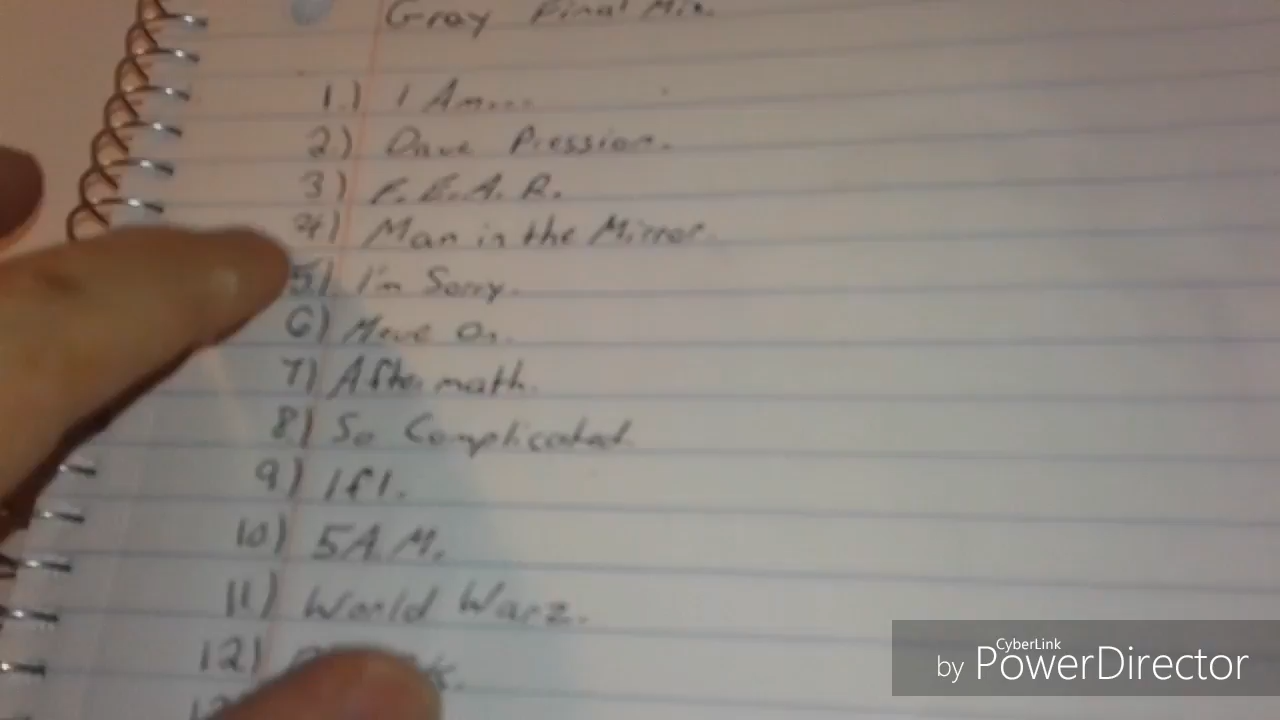 Gray Final Mix.
1.) I Am...
2) Dave Pression.
3) F.E.A.R.
4) Man in the Mirror.
5) I'm Sorry.
6) Move On.
7) Aftermath.
8) So Complicated.
9) If I.
10) 5 A.M.
11) World Warz.
12)
CyberLink
by PowerDirector